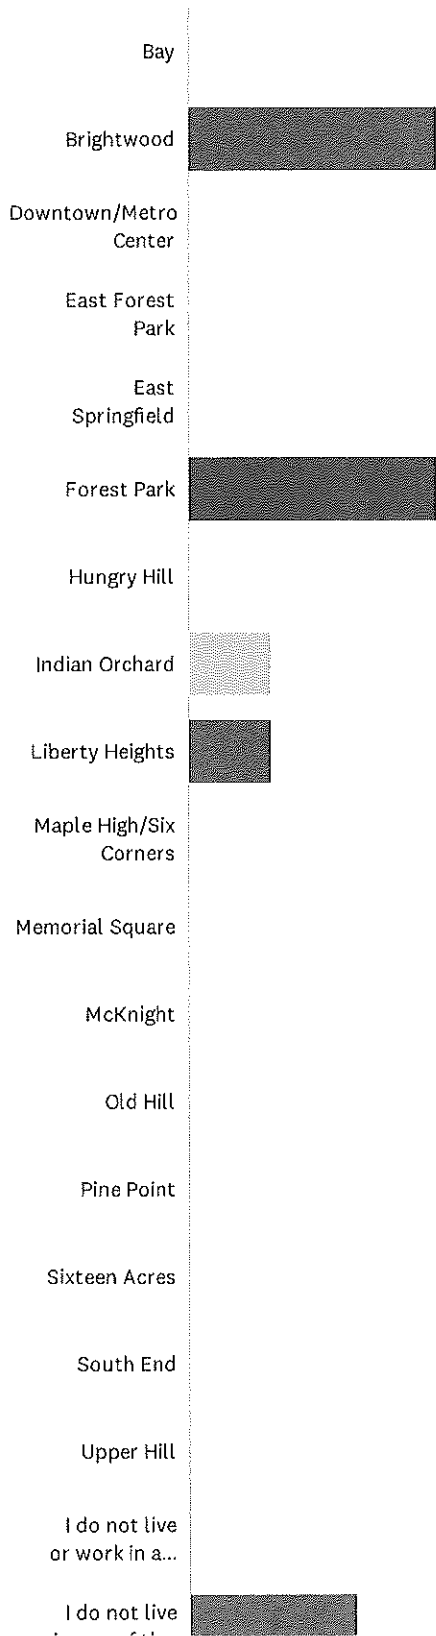 Bay
Brightwood
Downtown/Metro
Center
East Forest
Park
East
Springfield
Forest Park
Hungry Hill
Indian Orchard
Liberty Heights
Maple High/Six
Corners
Memorial Square
McKnight
Old Hill
Pine Point
Sixteen Acres
South End
Upper Hill
I do not live
or work in a...
I do not live